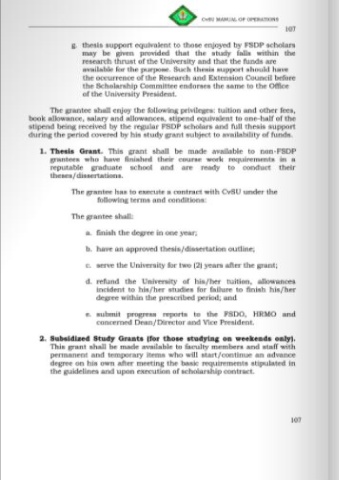 CvSU MANUAL OF OPERATIONS
107
g. thesis support equivalent to those enjoyed by FSDP scholars
may be given provided that the study falls within the
research thrust of the University and that the funds are
available for the purpose. Such thesis support should have
the occurrence of the Research and Extension Council before
the Scholarship Committee endorses the same to the Office
of the University President.
The grantee shall enjoy the following privileges: tuition and other fees,
book allowance, salary and allowances, stipend equivalent to one-half of the
stipend being received by the regular FSDP scholars and full thesis support
during the period covered by his study grant subject to availability of funds.
1. Thesis Grant. This grant shall be made available to non-FSDP
grantees who have finished their course work requirements in a
reputable graduate school and are ready to conduct their
theses/dissertations.
The grantee has to execute a contract with CvSU under the
following terms and conditions:
The grantee shall:
a. finish the degree in one year;
b. have an approved thesis/dissertation outline;
c. serve the University for two (2) years after the grant;
d. refund the University of his/her tuition, allowances
incident to his/her studies for failure to finish his/her
degree within the prescribed period; and
e. submit progress reports to the FSDO, HRMO and
concerned Dean/Director and Vice President.
2. Subsidized Study Grants (for those studying on weekends only).
This grant shall be made available to faculty members and staff with
permanent and temporary items who will start/continue an advance
degree on his own after meeting the basic requirements stipulated in
the guidelines and upon execution of scholarship contract.
107